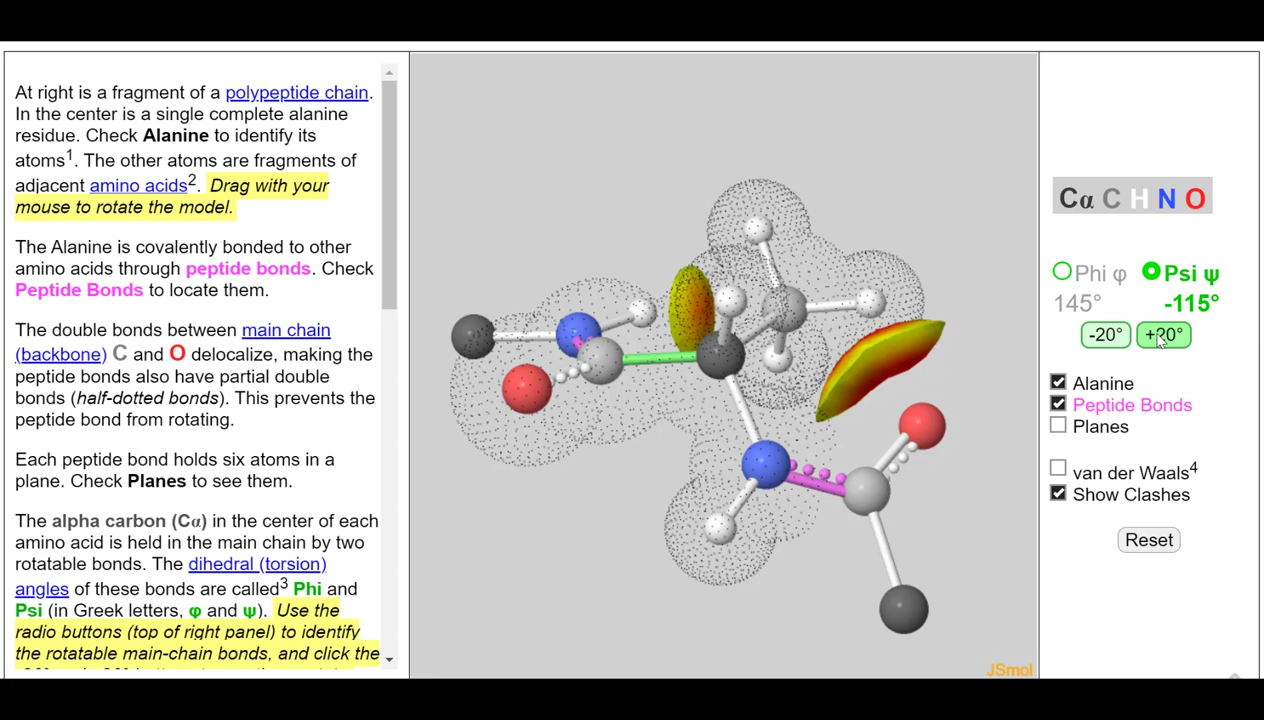 At right is a fragment of a polypeptide chain.
In the center is a single complete alanine
residue. Check Alanine to identify its
atoms1. The other atoms are fragments of
adjacent amino acids2. Drag with your
mouse to rotate the model.
The Alanine is covalently bonded to other
amino acids through peptide bonds. Check
Peptide Bonds to locate them.
The double bonds between main chain
(backbone) C and O delocalize, making the
peptide bonds also have partial double
bonds (half-dotted bonds). This prevents the
peptide bond from rotating.
Each peptide bond holds six atoms in a
plane. Check Planes to see them.
The alpha carbon (Cα) in the center of each
amino acid is held in the main chain by two
rotatable bonds. The dihedral (torsion)
angles of these bonds are called3 Phi and
Psi (in Greek letters, φ and ψ). Use the
radio buttons (top of right panel) to identify
the rotatable main-chain bonds, and click the
JSmol
Cα C H N O
Phi φ Psi ψ
145° -115°
-20° +20°
Alanine
Peptide Bonds
Planes
van der Waals4
Show Clashes
Reset